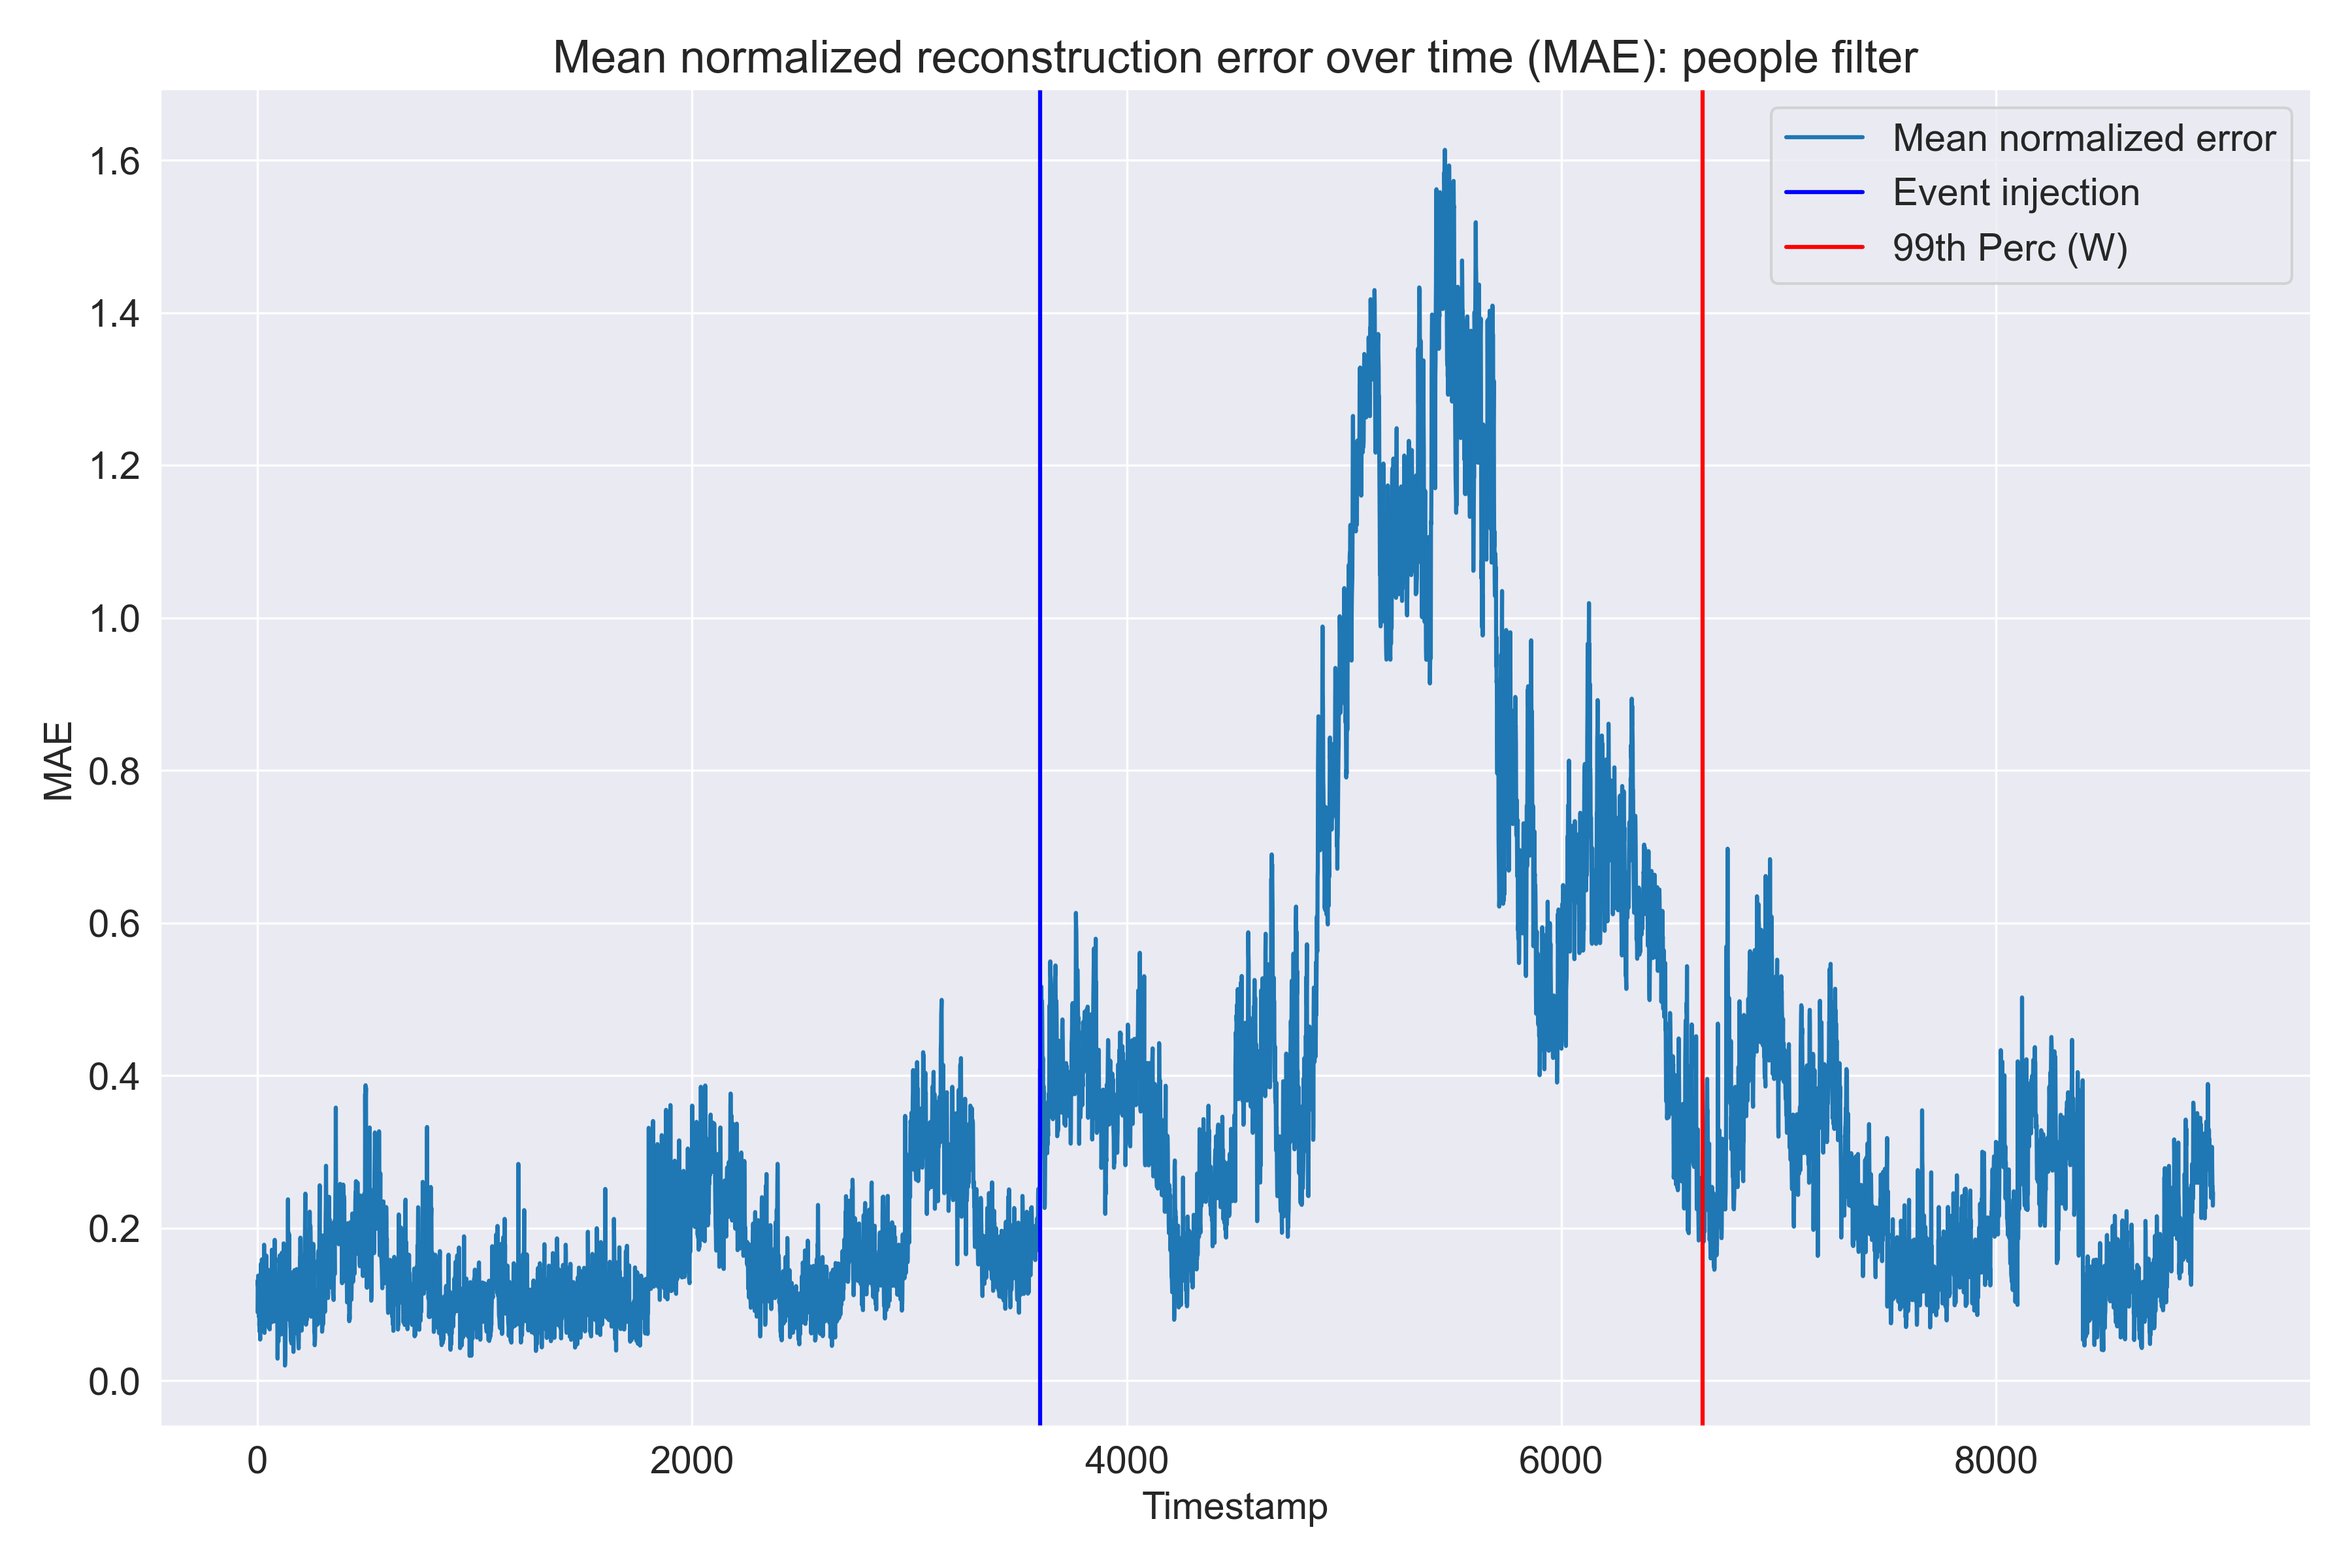 Mean normalized reconstruction error over time (MAE): people filter
Mean normalized error
Event injection
99th Perc (W)
1.6
1.4
1.2
1.0
0.8
0.6
0.4
0.2
0.0
MAE
0 2000 4000 6000 8000
Timestamp